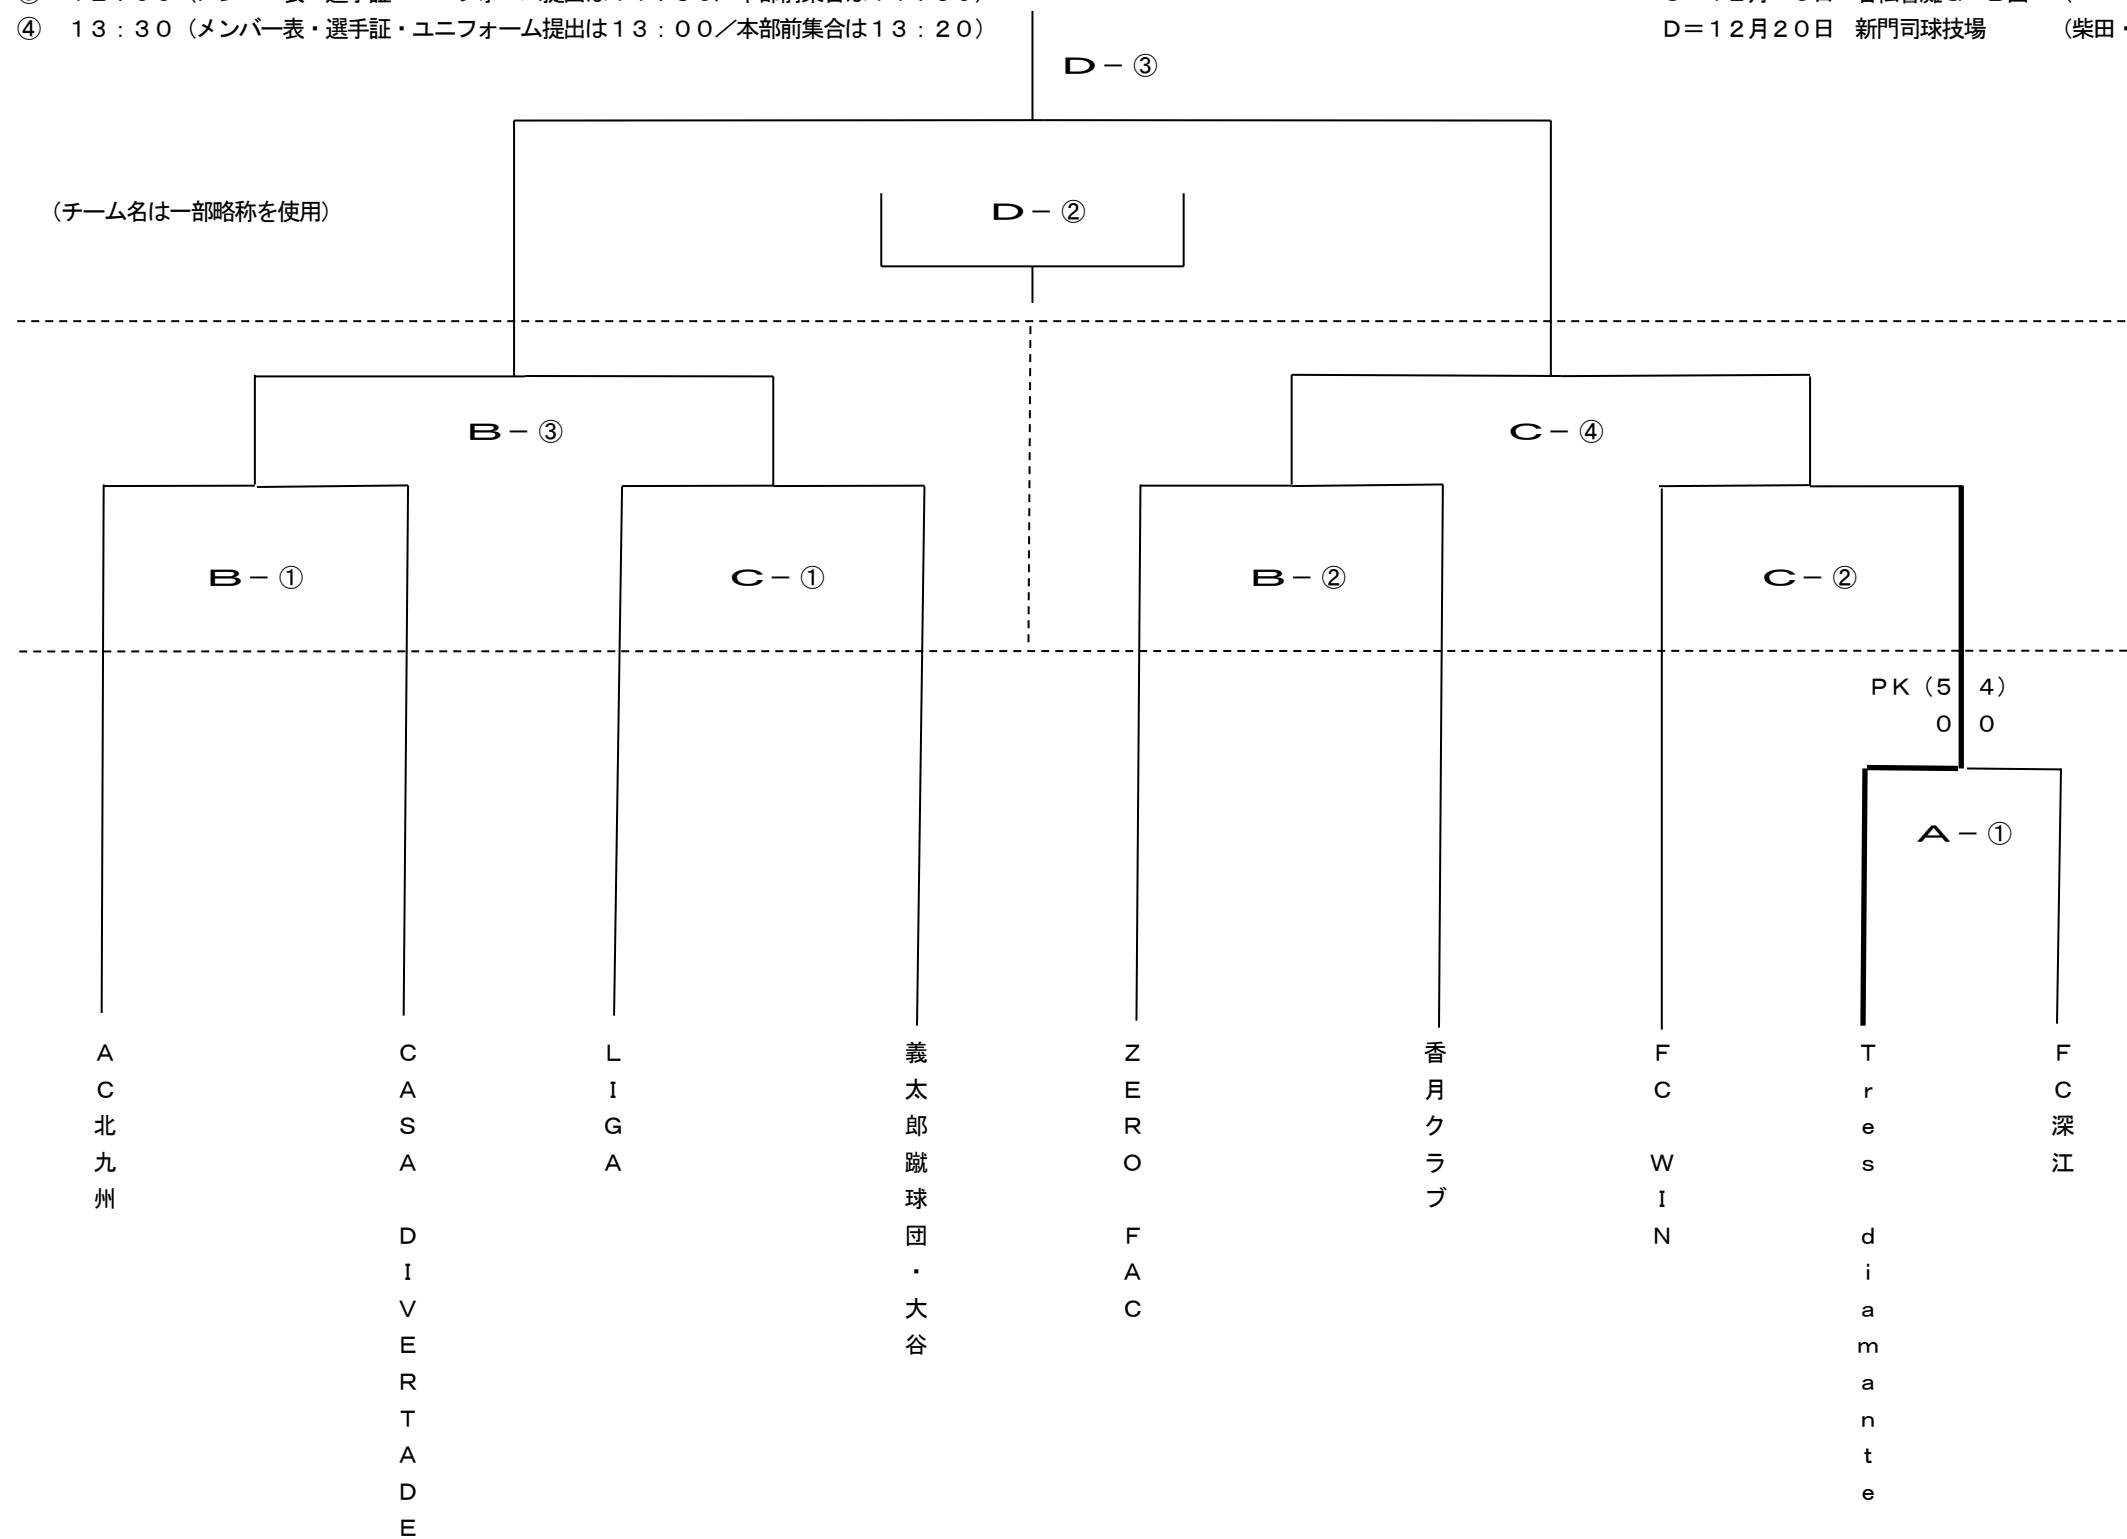 ④　１３：３０（メンバー表・選手証・ユニフォーム提出は１３：００／本部前集合は１３：２０）
Ｄ＝１２月２０日　新門司球技場　（柴田・
Ｄ－③
（チーム名は一部略称を使用）
Ｄ－②
Ｂ－③
Ｃ－④
Ｂ－①
Ｃ－①
Ｂ－②
Ｃ－②
ＰＫ（５　４）
０　０
Ａ－①
ＡＣ北九州
ＣＡＳＡ　ＤＩＶＥＲＴＡＤＥ
ＬＩＧＡ
義太郎蹴球団・大谷
ＺＥＲＯ　ＦＡＣ
香月クラブ
ＦＣ　ＷＩＮ
Ｔｒｅｓ　ｄｉａｍａｎｔｅ
ＦＣ深江